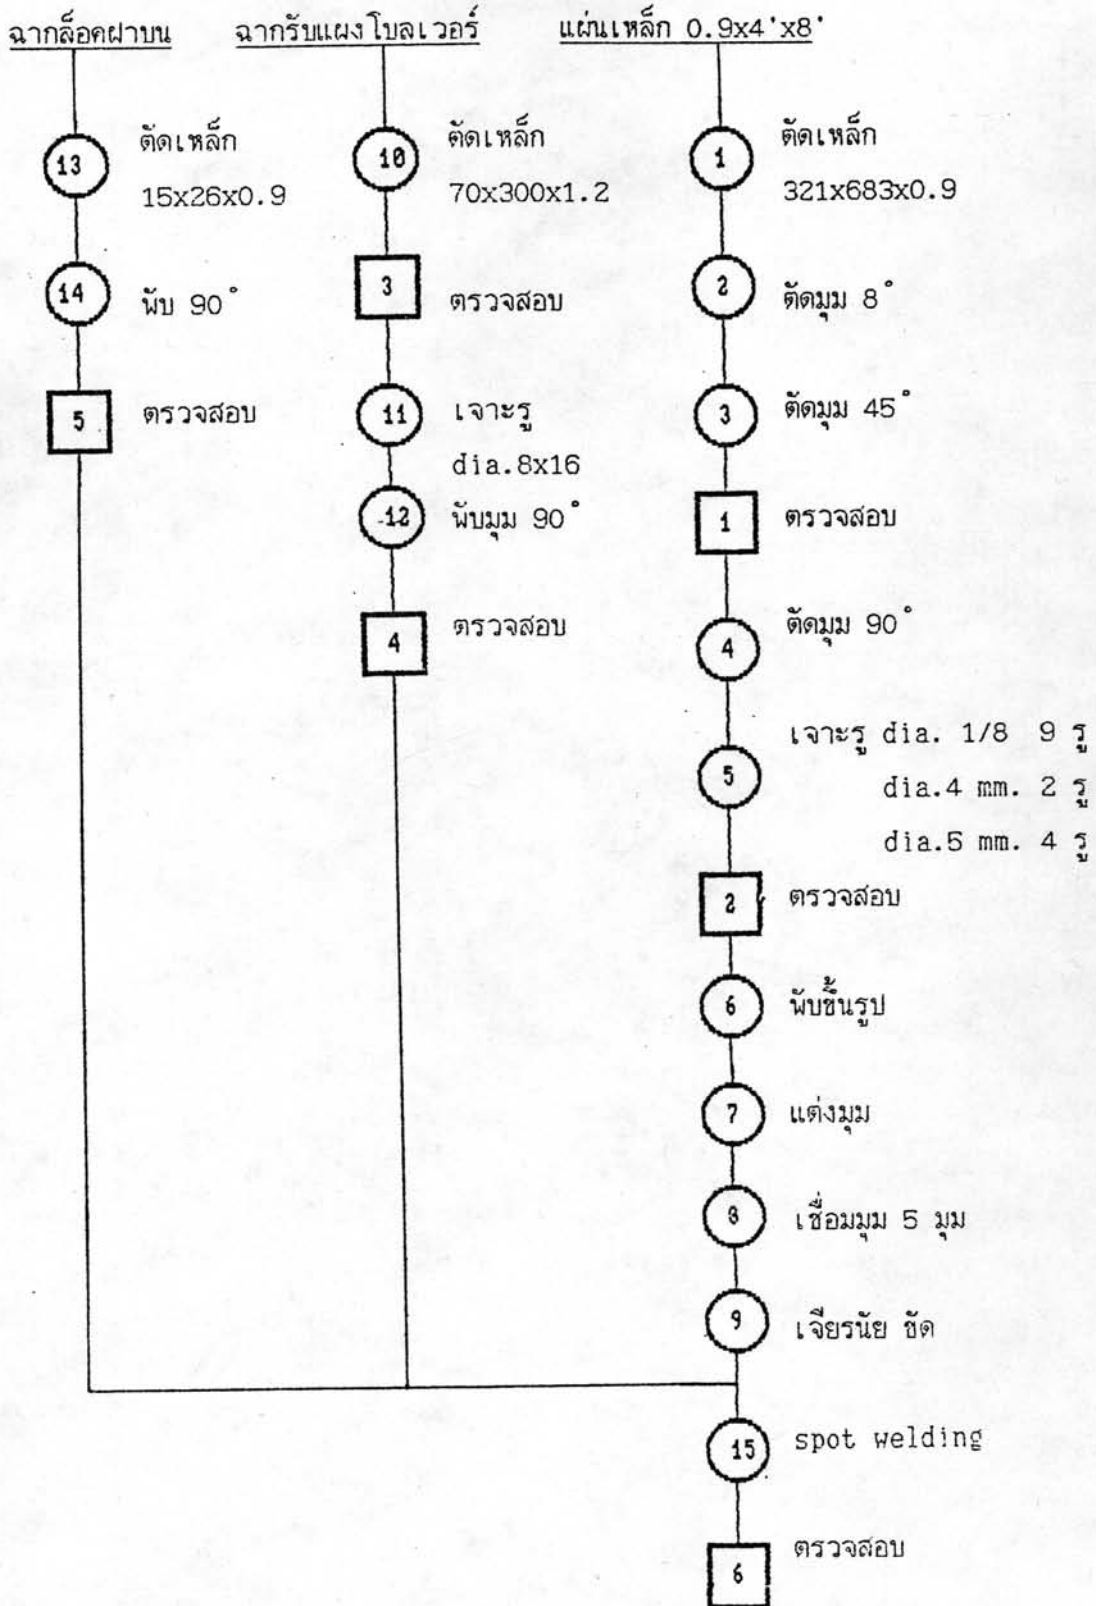 ฉากล็อคฝาบน
13
ตัดเหล็ก
15x26x0.9
14
พับ 90°
5
ตรวจสอบ
ฉากรับแผงโบลเวอร์
10
ตัดเหล็ก
70x300x1.2
3
ตรวจสอบ
11
เจาะรู
dia.8x16
12
พับมุม 90°
4
ตรวจสอบ
แผ่นเหล็ก 0.9x4'x8'
1
ตัดเหล็ก
321x683x0.9
2
ตัดมุม 8°
3
ตัดมุม 45°
1
ตรวจสอบ
4
ตัดมุม 90°
5
เจาะรู dia. 1/8 9 รู
dia.4 mm. 2 รู
dia.5 mm. 4 รู
2
ตรวจสอบ
6
พับขึ้นรูป
7
แต่งมุม
8
เชื่อมมุม 5 มุม
9
เจียรนัย ขัด
15
spot welding
6
ตรวจสอบ